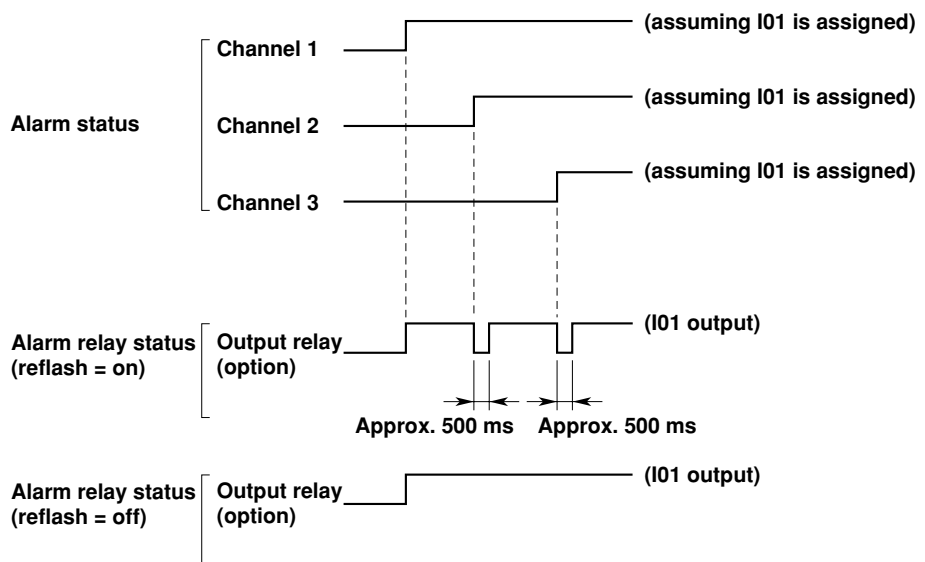 Channel 1 (assuming I01 is assigned)
Alarm status
Channel 2 (assuming I01 is assigned)
Channel 3 (assuming I01 is assigned)
Alarm relay status
(reflash = on)
Output relay
(option)
(I01 output)
Approx. 500 ms Approx. 500 ms
Alarm relay status
(reflash = off)
Output relay
(option)
(I01 output)